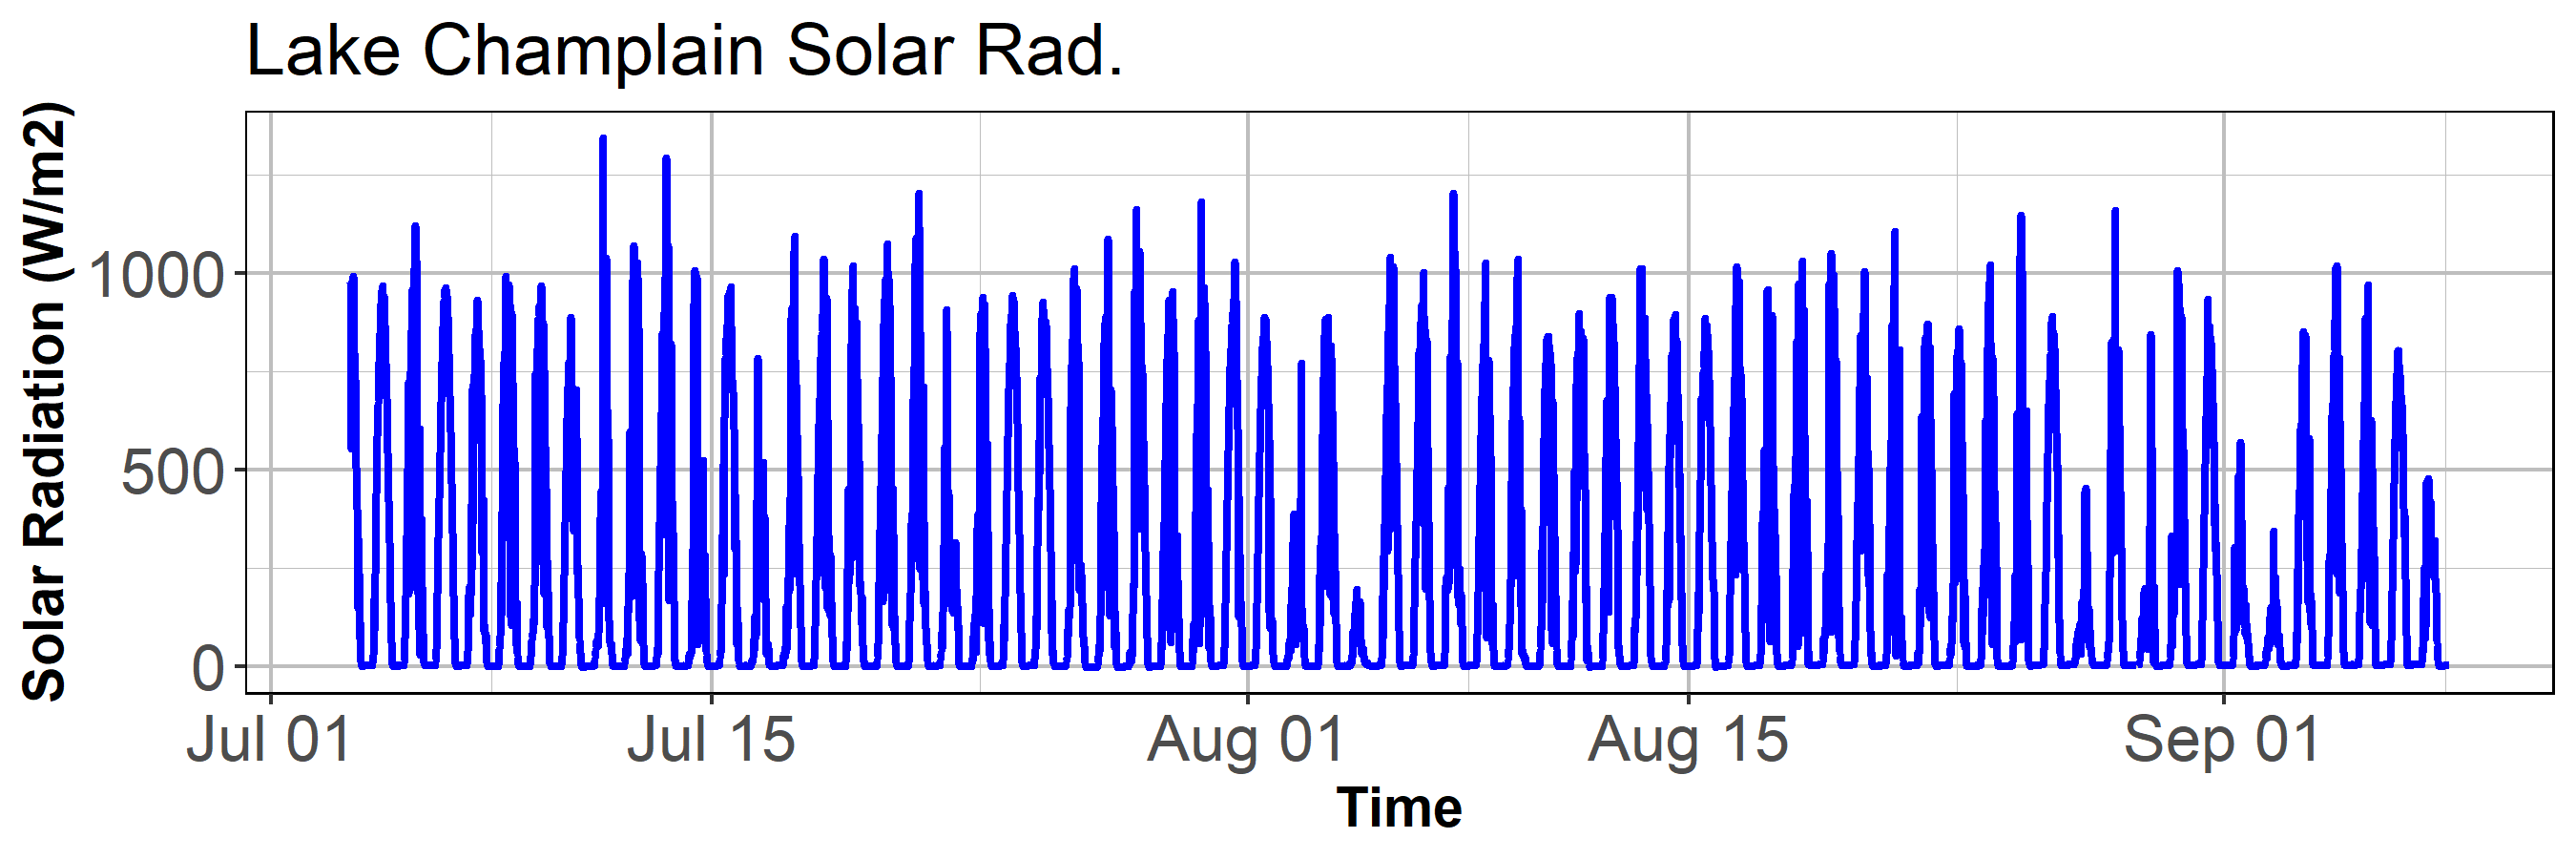 Lake Champlain Solar Rad.
Solar Radiation (W/m2)
1000
500
0
Jul 01
Jul 15
Aug 01
Aug 15
Sep 01
Time